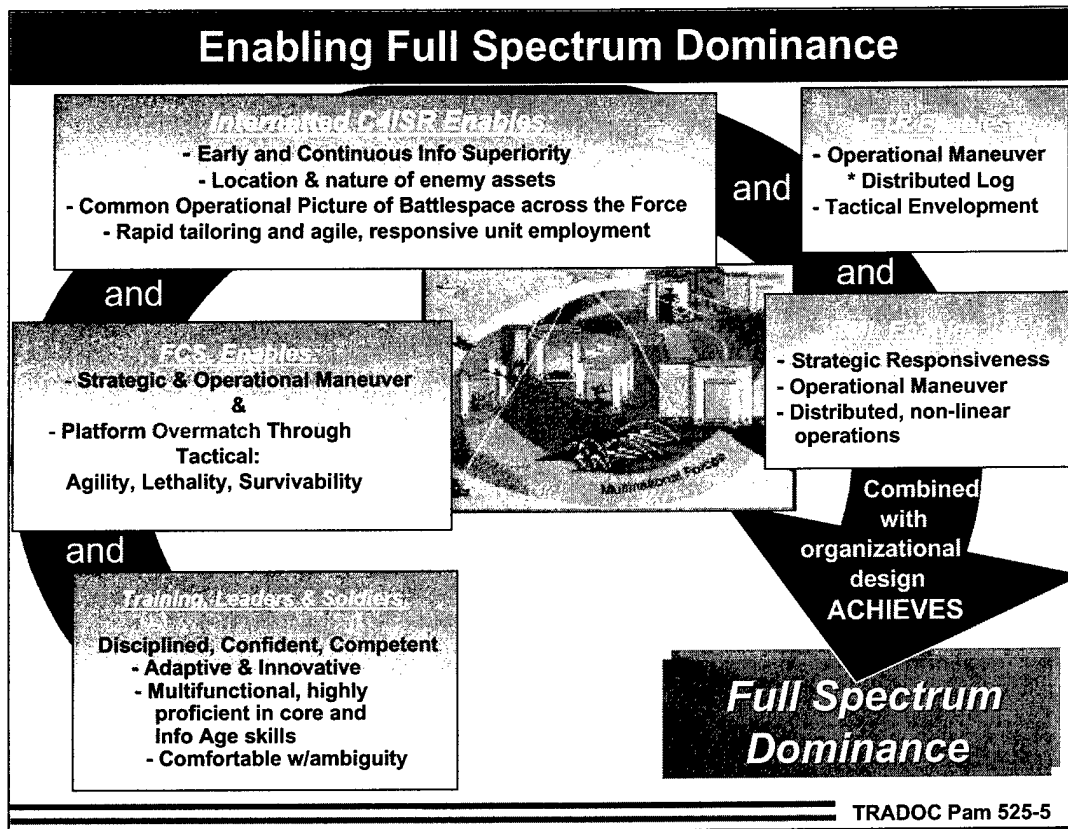 Enabling Full Spectrum Dominance
Internetted C4ISR Enables:
- Early and Continuous Info Superiority
- Location & nature of enemy assets
- Common Operational Picture of Battlespace across the Force
- Rapid tailoring and agile, responsive unit employment
and
Enables
- Operational Maneuver
* Distributed Log
- Tactical Envelopment
and
and
FCS Enables:
- Strategic & Operational Maneuver
&
- Platform Overmatch Through
Tactical:
Agility, Lethality, Survivability
Multinational Forces
- Strategic Responsiveness
- Operational Maneuver
- Distributed, non-linear
operations
and
Training, Leaders & Soldiers
Disciplined, Confident, Competent
- Adaptive & Innovative
- Multifunctional, highly
proficient in core and
Info Age skills
- Comfortable w/ambiguity
Combined
with
organizational
design
ACHIEVES
Full Spectrum
Dominance
TRADOC Pam 525-5